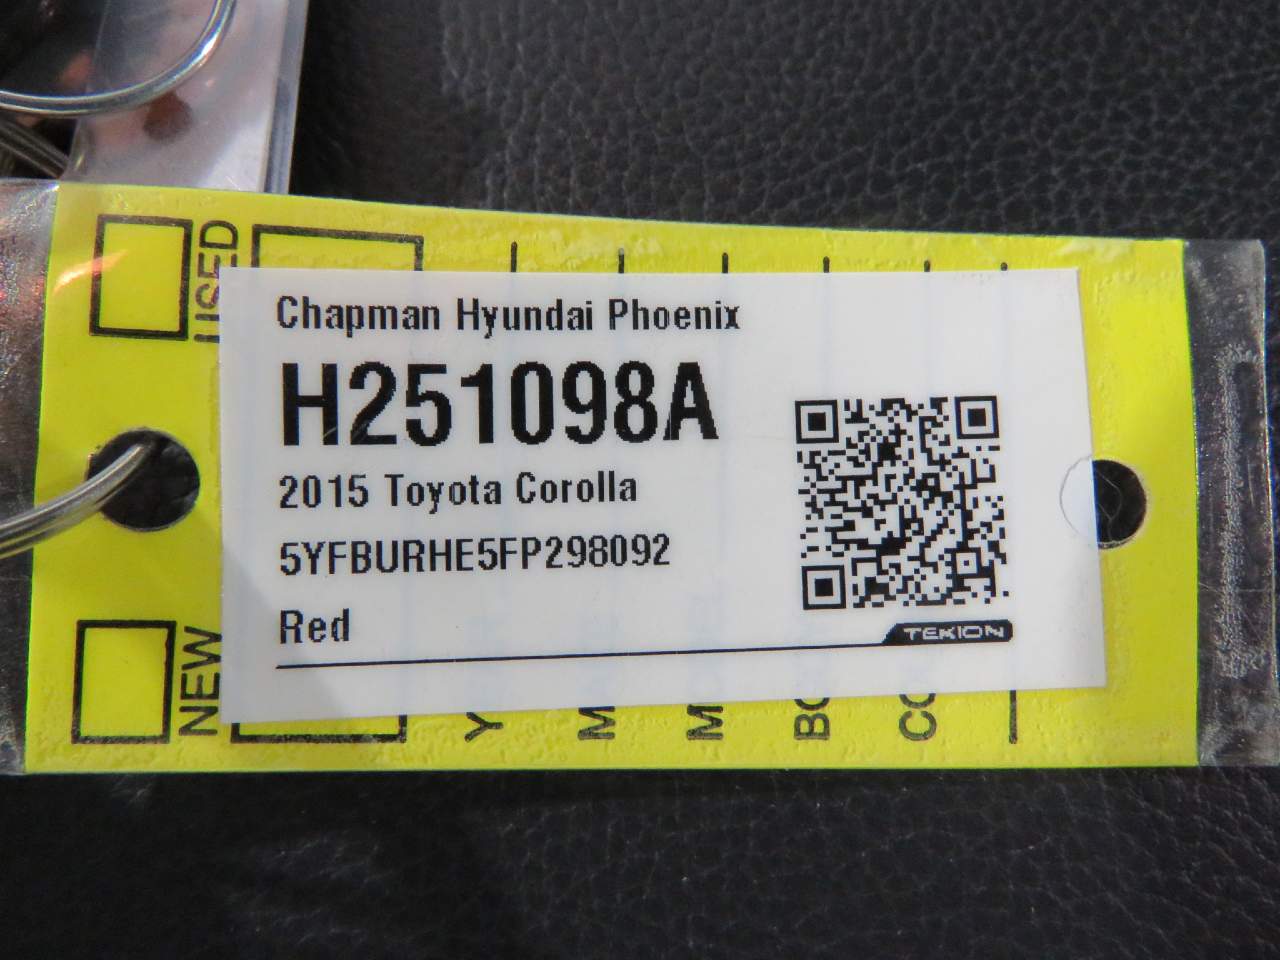 USED
Chapman Hyundai Phoenix
H251098A
2015 Toyota Corolla
5YFBURHE5FP298092
Red
TEKION
NEW